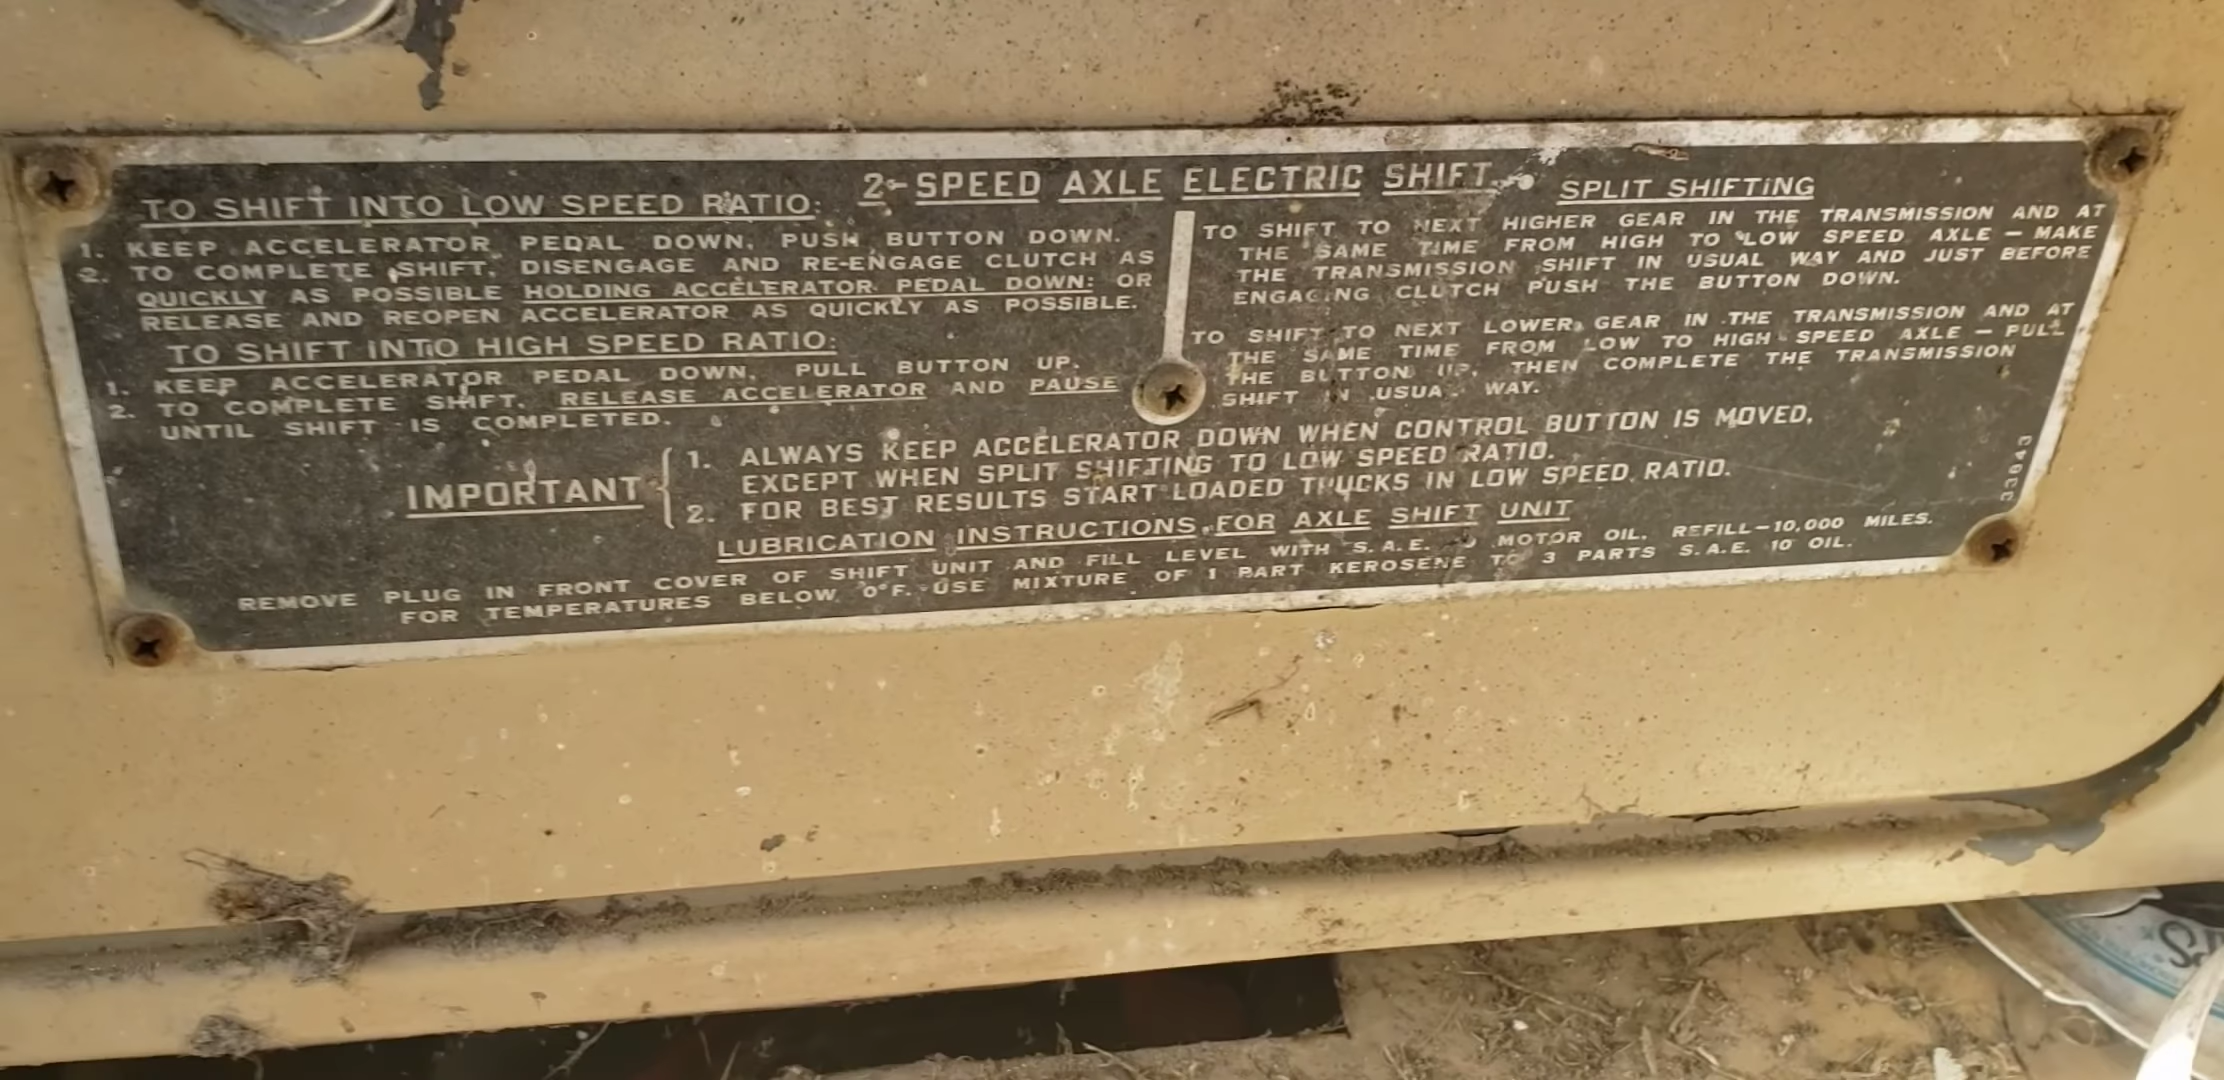 2-SPEED AXLE ELECTRIC SHIFT
TO SHIFT INTO LOW SPEED RATIO:
1. KEEP ACCELERATOR PEDAL DOWN, PUSH BUTTON DOWN.
2. TO COMPLETE SHIFT, DISENGAGE AND RE-ENGAGE CLUTCH AS
QUICKLY AS POSSIBLE HOLDING ACCELERATOR PEDAL DOWN: OR
RELEASE AND REOPEN ACCELERATOR AS QUICKLY AS POSSIBLE.
TO SHIFT INTO HIGH SPEED RATIO:
1. KEEP ACCELERATOR PEDAL DOWN, PULL BUTTON UP.
2. TO COMPLETE SHIFT, RELEASE ACCELERATOR AND PAUSE
UNTIL SHIFT IS COMPLETED.
SPLIT SHIFTING
TO SHIFT TO NEXT HIGHER GEAR IN THE TRANSMISSION AND AT
THE SAME TIME FROM HIGH TO LOW SPEED AXLE – MAKE
THE TRANSMISSION SHIFT IN USUAL WAY AND JUST BEFORE
ENGAGING CLUTCH PUSH THE BUTTON DOWN.
TO SHIFT TO NEXT LOWER GEAR IN THE TRANSMISSION AND AT
THE SAME TIME FROM LOW TO HIGH SPEED AXLE – PULL
THE BUTTON UP, THEN COMPLETE THE TRANSMISSION
SHIFT IN USUAL WAY.
IMPORTANT
1. ALWAYS KEEP ACCELERATOR DOWN WHEN CONTROL BUTTON IS MOVED,
EXCEPT WHEN SPLIT SHIFTING TO LOW SPEED RATIO.
2. FOR BEST RESULTS START LOADED TRUCKS IN LOW SPEED RATIO.
LUBRICATION INSTRUCTIONS FOR AXLE SHIFT UNIT
REMOVE PLUG IN FRONT COVER OF SHIFT UNIT AND FILL LEVEL WITH S.A.E. MOTOR OIL. REFILL–10,000 MILES.
FOR TEMPERATURES BELOW 0°F. USE MIXTURE OF 1 PART KEROSENE TO 3 PARTS S.A.E. 10 OIL.
33843